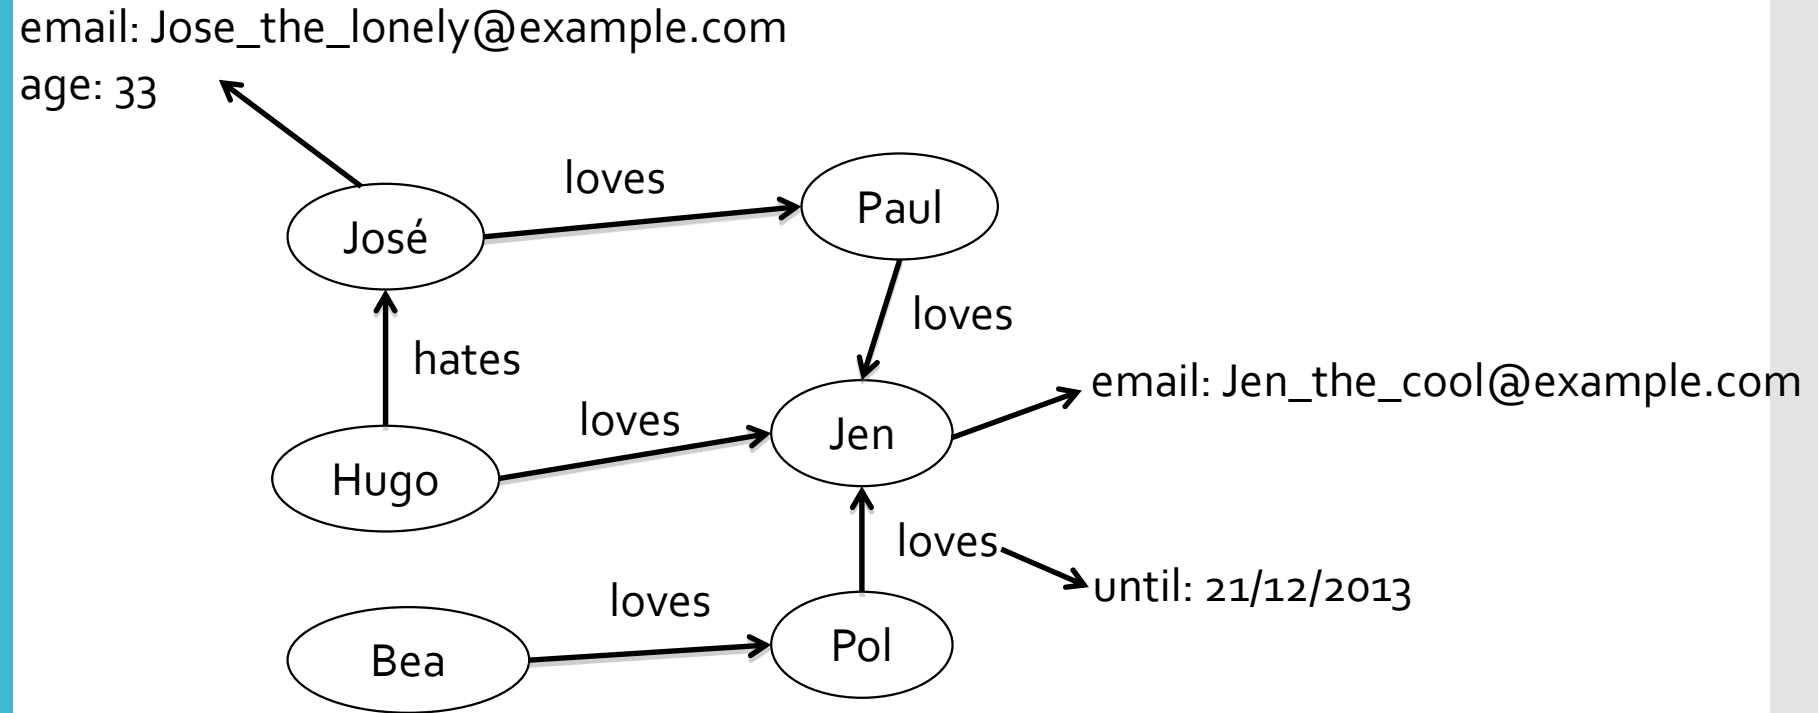 email: Jose_the_lonely@example.com
age: 33
loves
Paul
José
loves
hates
email: Jen_the_cool@example.com
loves
Jen
Hugo
loves
until: 21/12/2013
loves
Pol
Bea